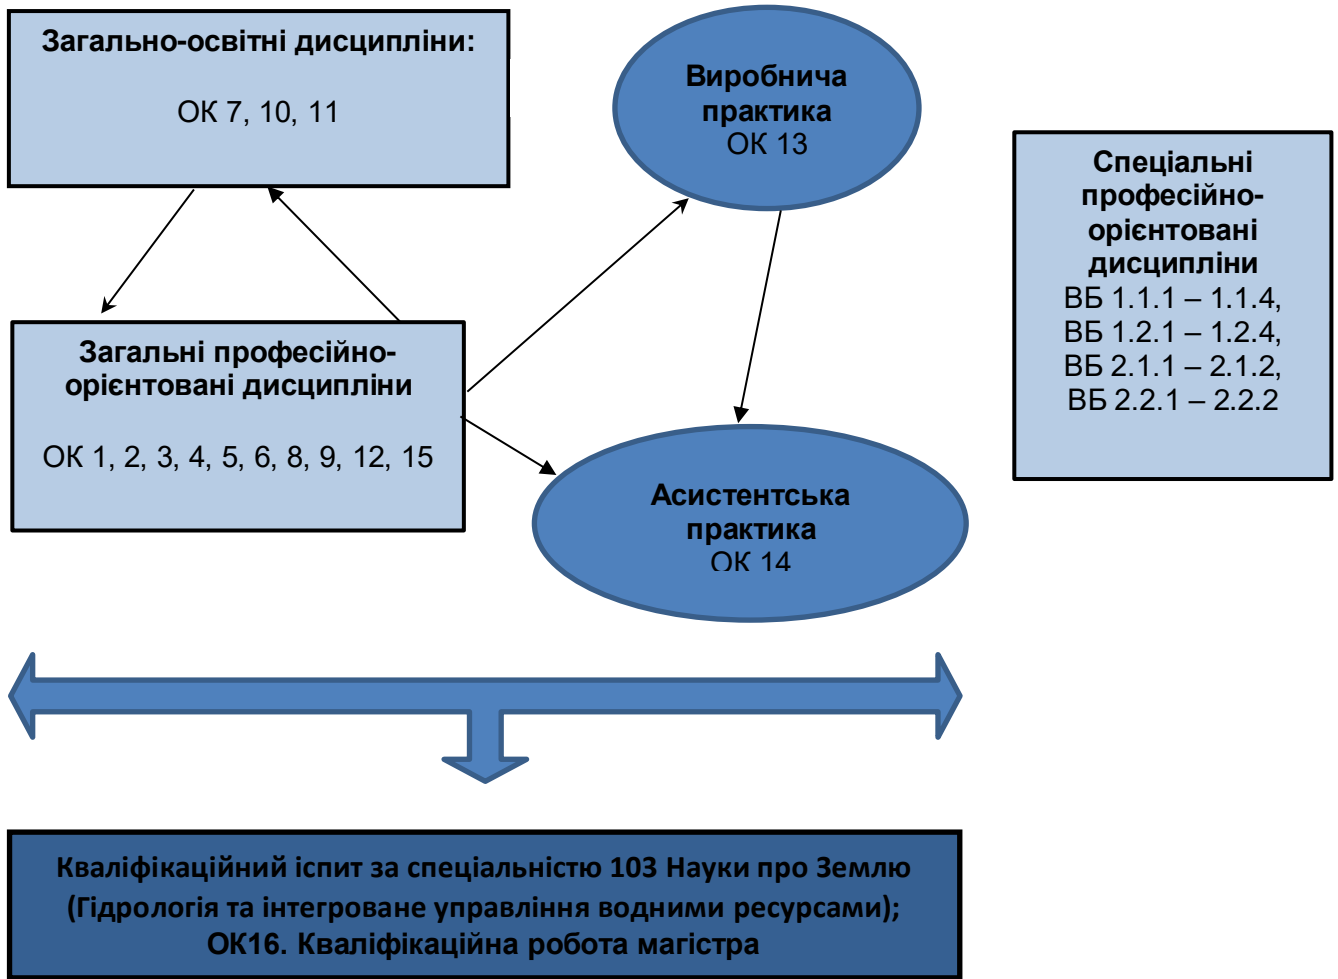 Загально-освітні дисципліни:
ОК 7, 10, 11
Виробнича
практика
ОК 13
Спеціальні
професійно-
орієнтовані
дисципліни
ВБ 1.1.1 – 1.1.4,
ВБ 1.2.1 – 1.2.4,
ВБ 2.1.1 – 2.1.2,
ВБ 2.2.1 – 2.2.2
Загальні професійно-
орієнтовані дисципліни
ОК 1, 2, 3, 4, 5, 6, 8, 9, 12, 15
Асистентська
практика
ОК 14
Кваліфікаційний іспит за спеціальністю 103 Науки про Землю
(Гідрологія та інтегроване управління водними ресурсами);
ОК16. Кваліфікаційна робота магістра